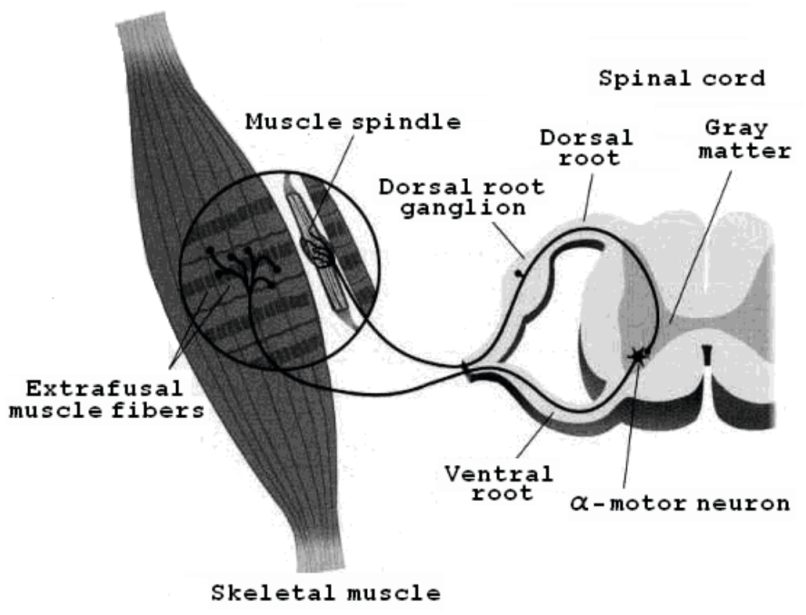 Spinal cord
Muscle spindle
Dorsal
root
Gray
matter
Dorsal root
ganglion
Extrafusal
muscle fibers
Ventral
root
α-motor neuron
Skeletal muscle